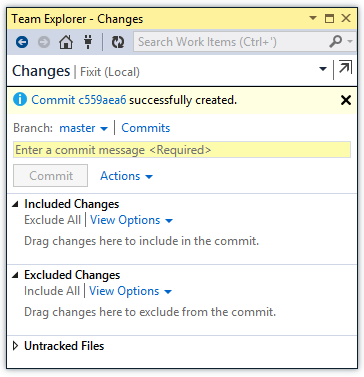 Team Explorer - Changes
Search Work Items (Ctrl+')
Changes | Fixit (Local)
Commit c559aea6 successfully created.
Branch: master | Commits
Enter a commit message <Required>
Commit Actions
Included Changes
Exclude All | View Options
Drag changes here to include in the commit.
Excluded Changes
Include All | View Options
Drag changes here to exclude from the commit.
Untracked Files